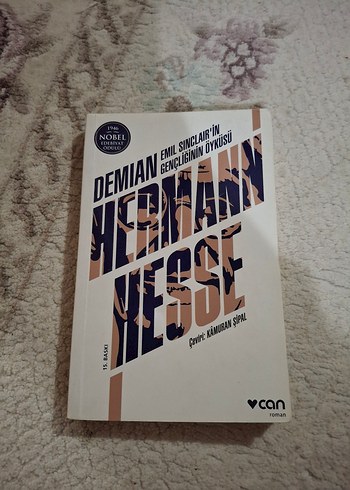 1946
NOBEL
EDEBİYAT
ÖDÜLÜ
DEMIAN
EMIL SINCLAIR'İN
GENÇLİĞİNİN ÖYKÜSÜ
HERMANN
HESSE
Çeviri: KÂMURAN ŞİPAL
15. BASKI
can
roman